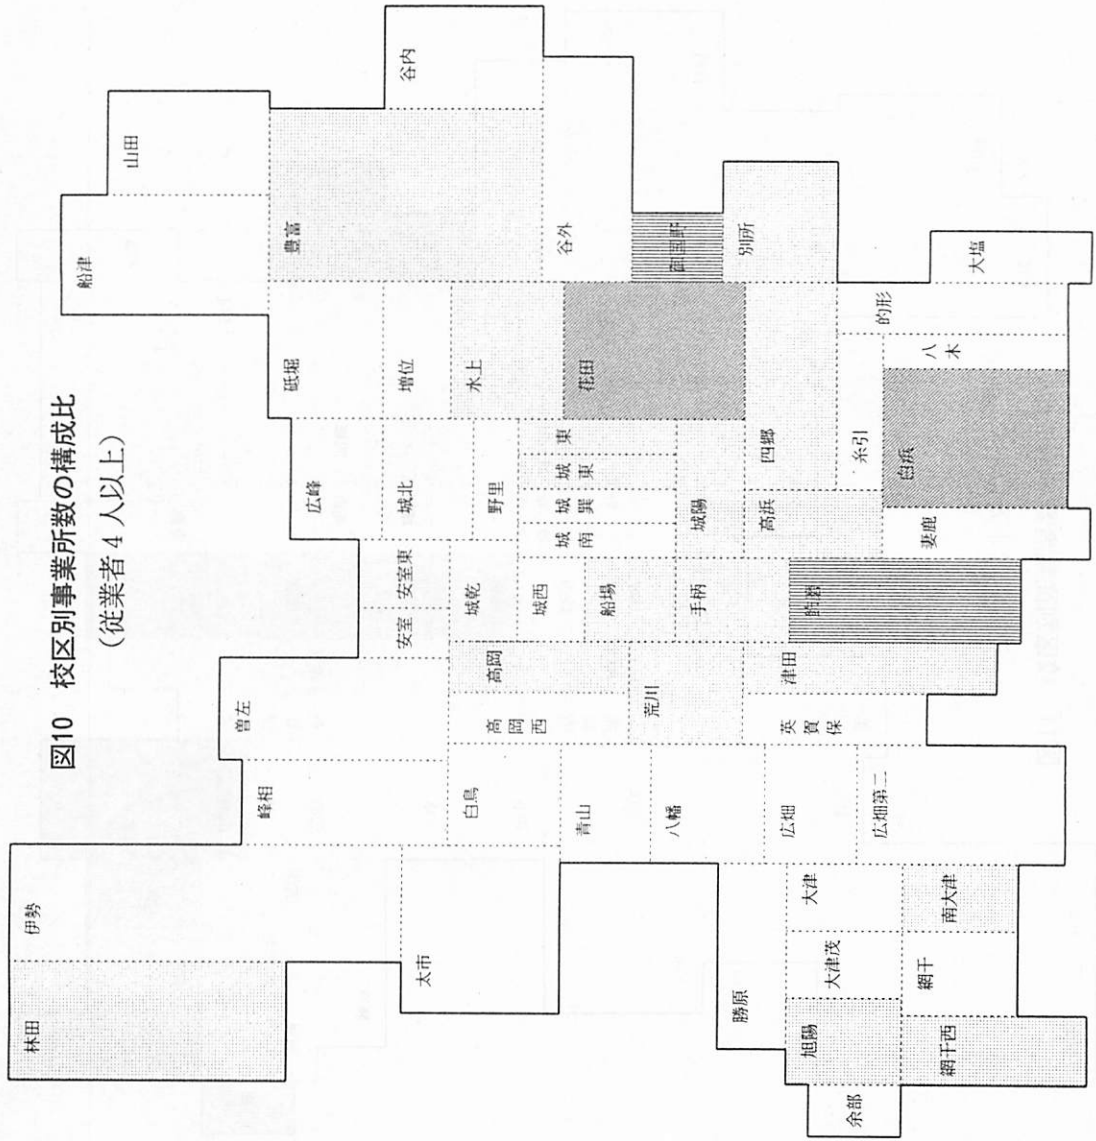 図10 校区別事業所数の構成比
（従業者4人以上）
林田
伊勢
太市
峰相
曽左
白鳥
青山
八幡
広畑
広畑第二
勝原
大津
大津茂
旭陽
余部
網干
網干西
南大津
安室
安室東
高岡
高岡西
荒川
英賀保
津田
広峰
城北
野里
城乾
城西
船場
手柄
飾磨
城南
城巽
城東
東
城陽
高浜
妻鹿
砥堀
増位
水上
花田
四郷
糸引
白浜
八木
的形
大塩
船津
山田
豊富
谷内
谷外
御国野
別所